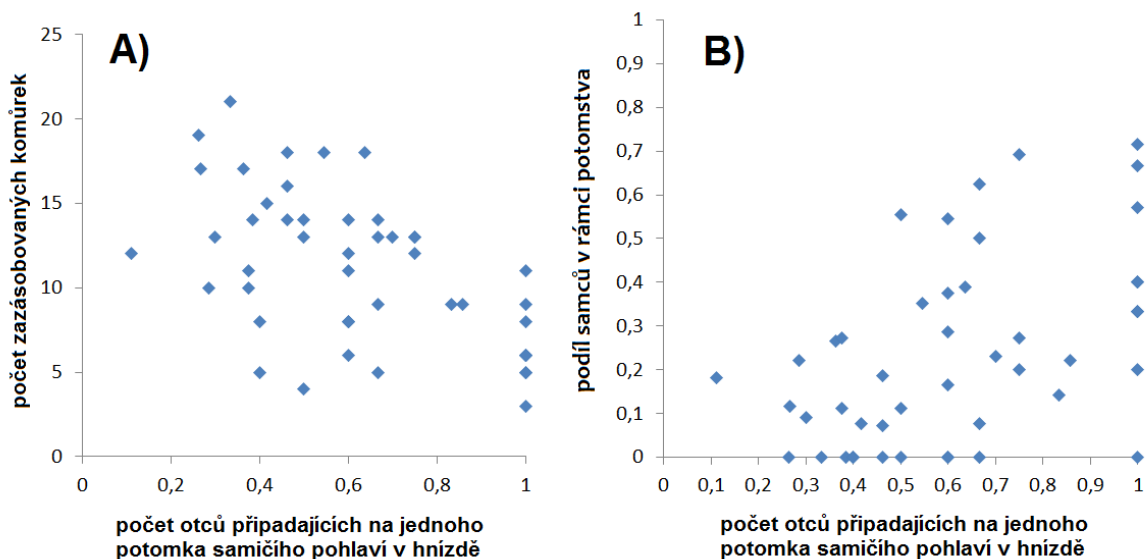 A)
počet zazásobovaných komůrek
25
20
15
10
5
0
0 0,2 0,4 0,6 0,8 1
počet otců připadajících na jednoho
potomka samičího pohlaví v hnízdě
B)
podíl samců v rámci potomstva
1
0,9
0,8
0,7
0,6
0,5
0,4
0,3
0,2
0,1
0
0 0,1 0,2 0,3 0,4 0,5 0,6 0,7 0,8 0,9 1
počet otců připadajících na jednoho
potomka samičího pohlaví v hnízdě